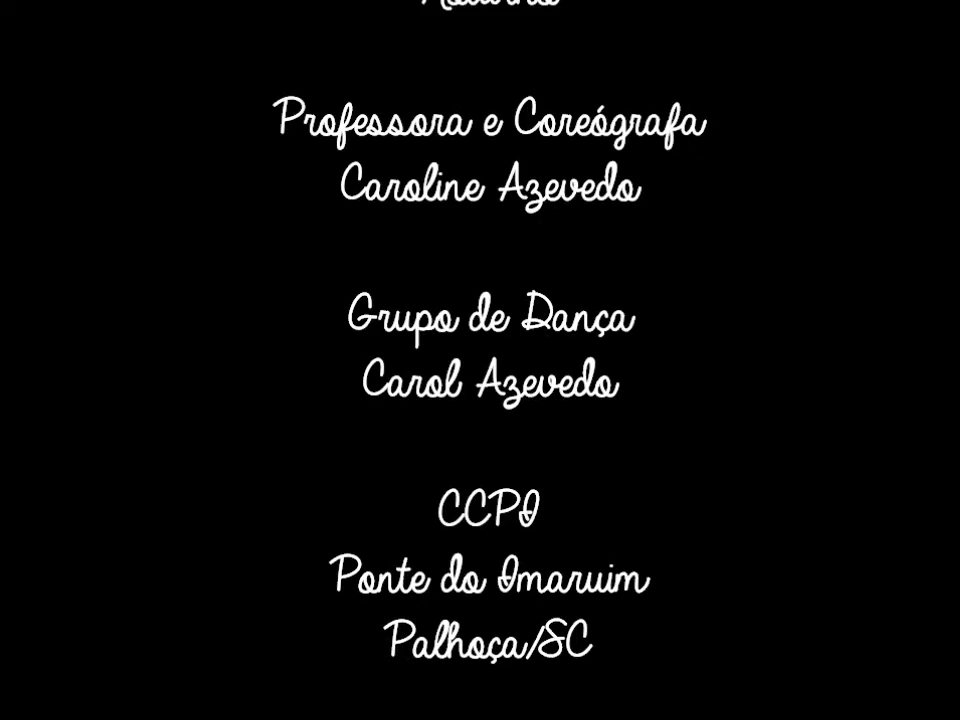 Professora e Coreógrafa
Caroline Azevedo
Grupo de Dança
Carol Azevedo
CCPI
Ponte do Imaruim
Palhoça/SC